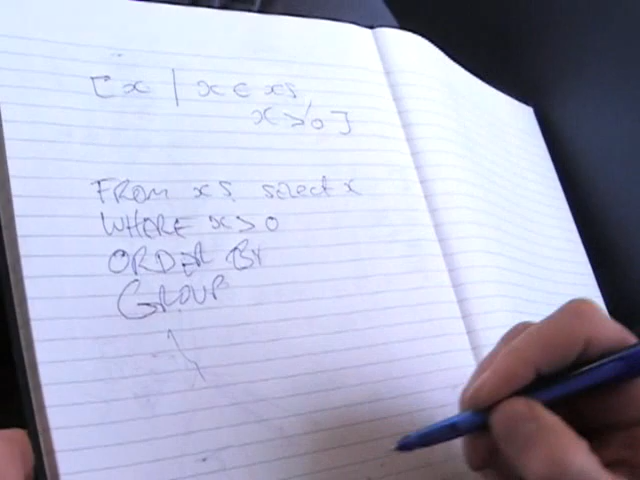 [x | x ∈ xs,
x > 0]
FROM xs select x
WHERE x > 0
ORDER BY
GROUP